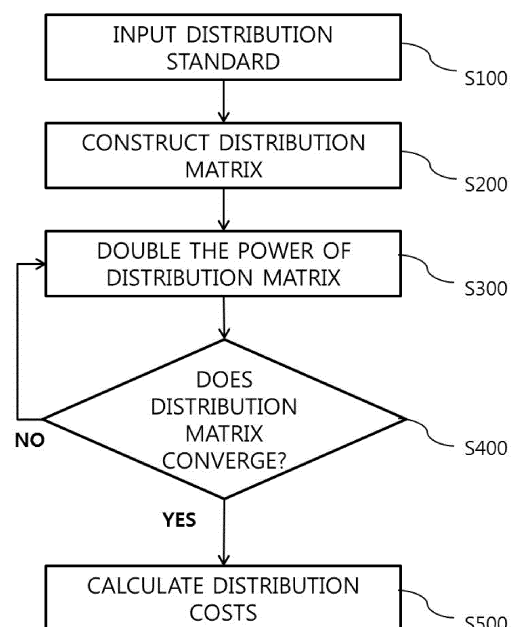 INPUT DISTRIBUTION
STANDARD
S100
CONSTRUCT DISTRIBUTION
MATRIX
S200
DOUBLE THE POWER OF
DISTRIBUTION MATRIX
S300
DOES
DISTRIBUTION
MATRIX
CONVERGE?
NO
S400
YES
CALCULATE DISTRIBUTION
COSTS
S500